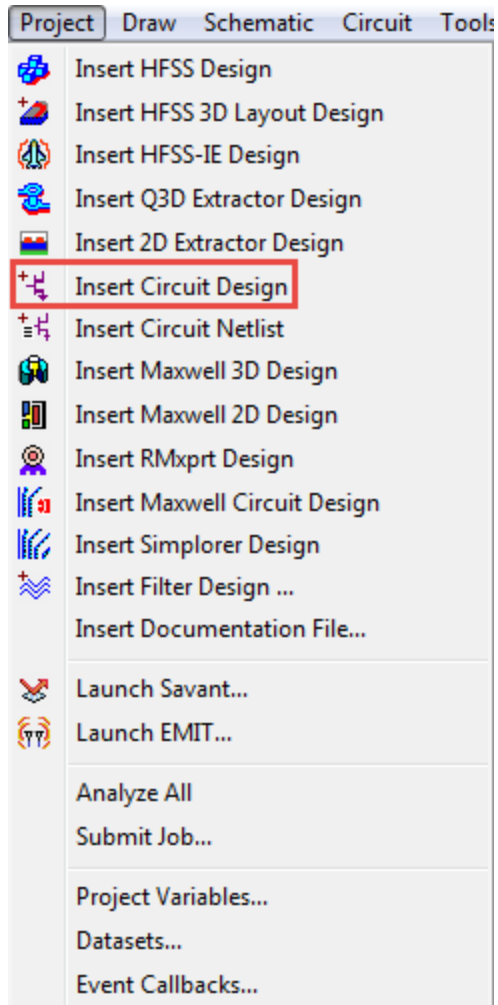 Project Draw Schematic Circuit Tools
Insert HFSS Design
Insert HFSS 3D Layout Design
Insert HFSS-IE Design
Insert Q3D Extractor Design
Insert 2D Extractor Design
Insert Circuit Design
Insert Circuit Netlist
Insert Maxwell 3D Design
Insert Maxwell 2D Design
Insert RMxprt Design
Insert Maxwell Circuit Design
Insert Simplorer Design
Insert Filter Design ...
Insert Documentation File...
Launch Savant...
Launch EMIT...
Analyze All
Submit Job...
Project Variables...
Datasets...
Event Callbacks...